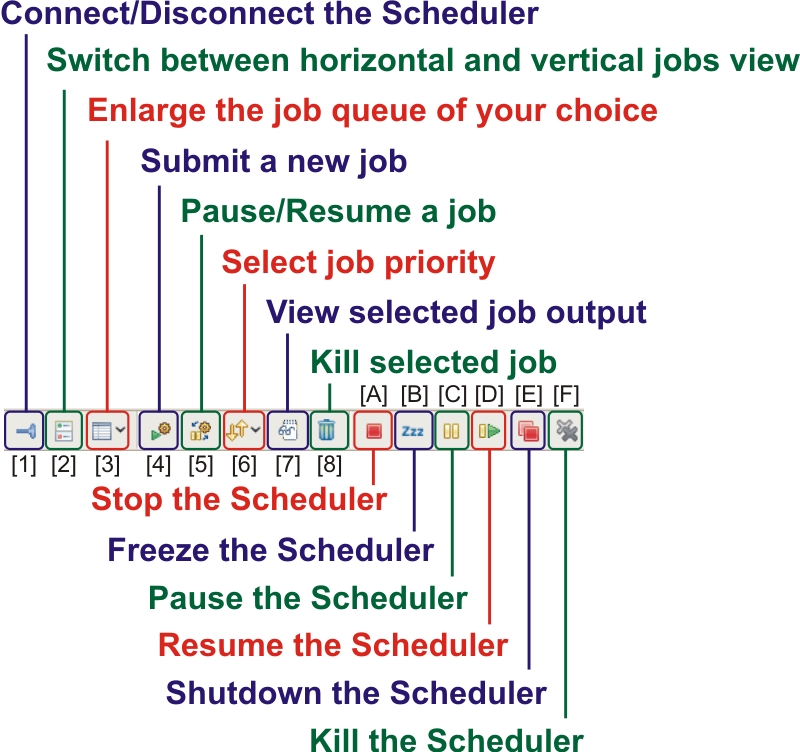 Connect/Disconnect the Scheduler
Switch between horizontal and vertical jobs view
Enlarge the job queue of your choice
Submit a new job
Pause/Resume a job
Select job priority
View selected job output
Kill selected job
[A] [B] [C] [D] [E] [F]
Zzz
[1] [2] [3] [4] [5] [6] [7] [8]
Stop the Scheduler
Freeze the Scheduler
Pause the Scheduler
Resume the Scheduler
Shutdown the Scheduler
Kill the Scheduler